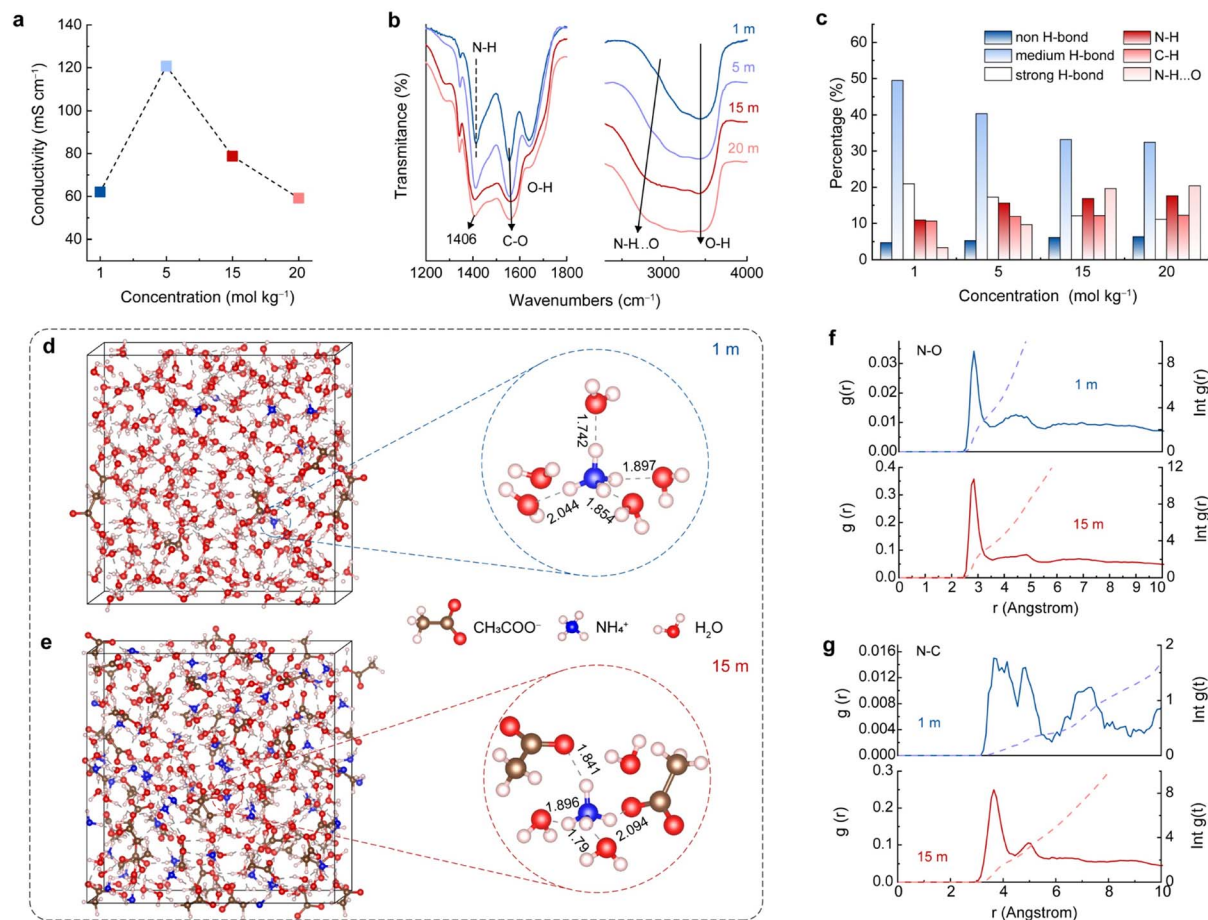 a
Conductivity (mS cm⁻¹)
140
120
100
80
60
40
1
5
15
20
Concentration (mol kg⁻¹)
b
Transmitance (%)
N-H
1406
C-O
O-H
1 m
5 m
15 m
20 m
N-H...O
O-H
1200
1400
1600
1800
3000
4000
Wavenumbers (cm⁻¹)
c
Percentage (%)
60
50
40
30
20
10
0
non H-bond
medium H-bond
strong H-bond
N-H
C-H
N-H...O
1
5
15
20
Concentration (mol kg⁻¹)
d
1 m
1.742
1.897
2.044
1.854
CH₃COO⁻
NH₄⁺
H₂O
e
15 m
1.841
1.896
1.79
2.094
f
N-O
g(r)
0.03
0.02
0.01
0.00
1 m
8
6
4
2
0
Int g(r)
g (r)
0.4
0.3
0.2
0.1
0.0
15 m
12
10
8
6
4
2
0
Int g(r)
0 1 2 3 4 5 6 7 8 9 10
r (Angstrom)
g
N-C
g (r)
0.016
0.012
0.008
0.004
0.000
1 m
2
1
0
Int g(t)
g (r)
0.3
0.2
0.1
0.0
15 m
8
4
0
Int g(t)
0 2 4 6 8 10
r (Angstrom)